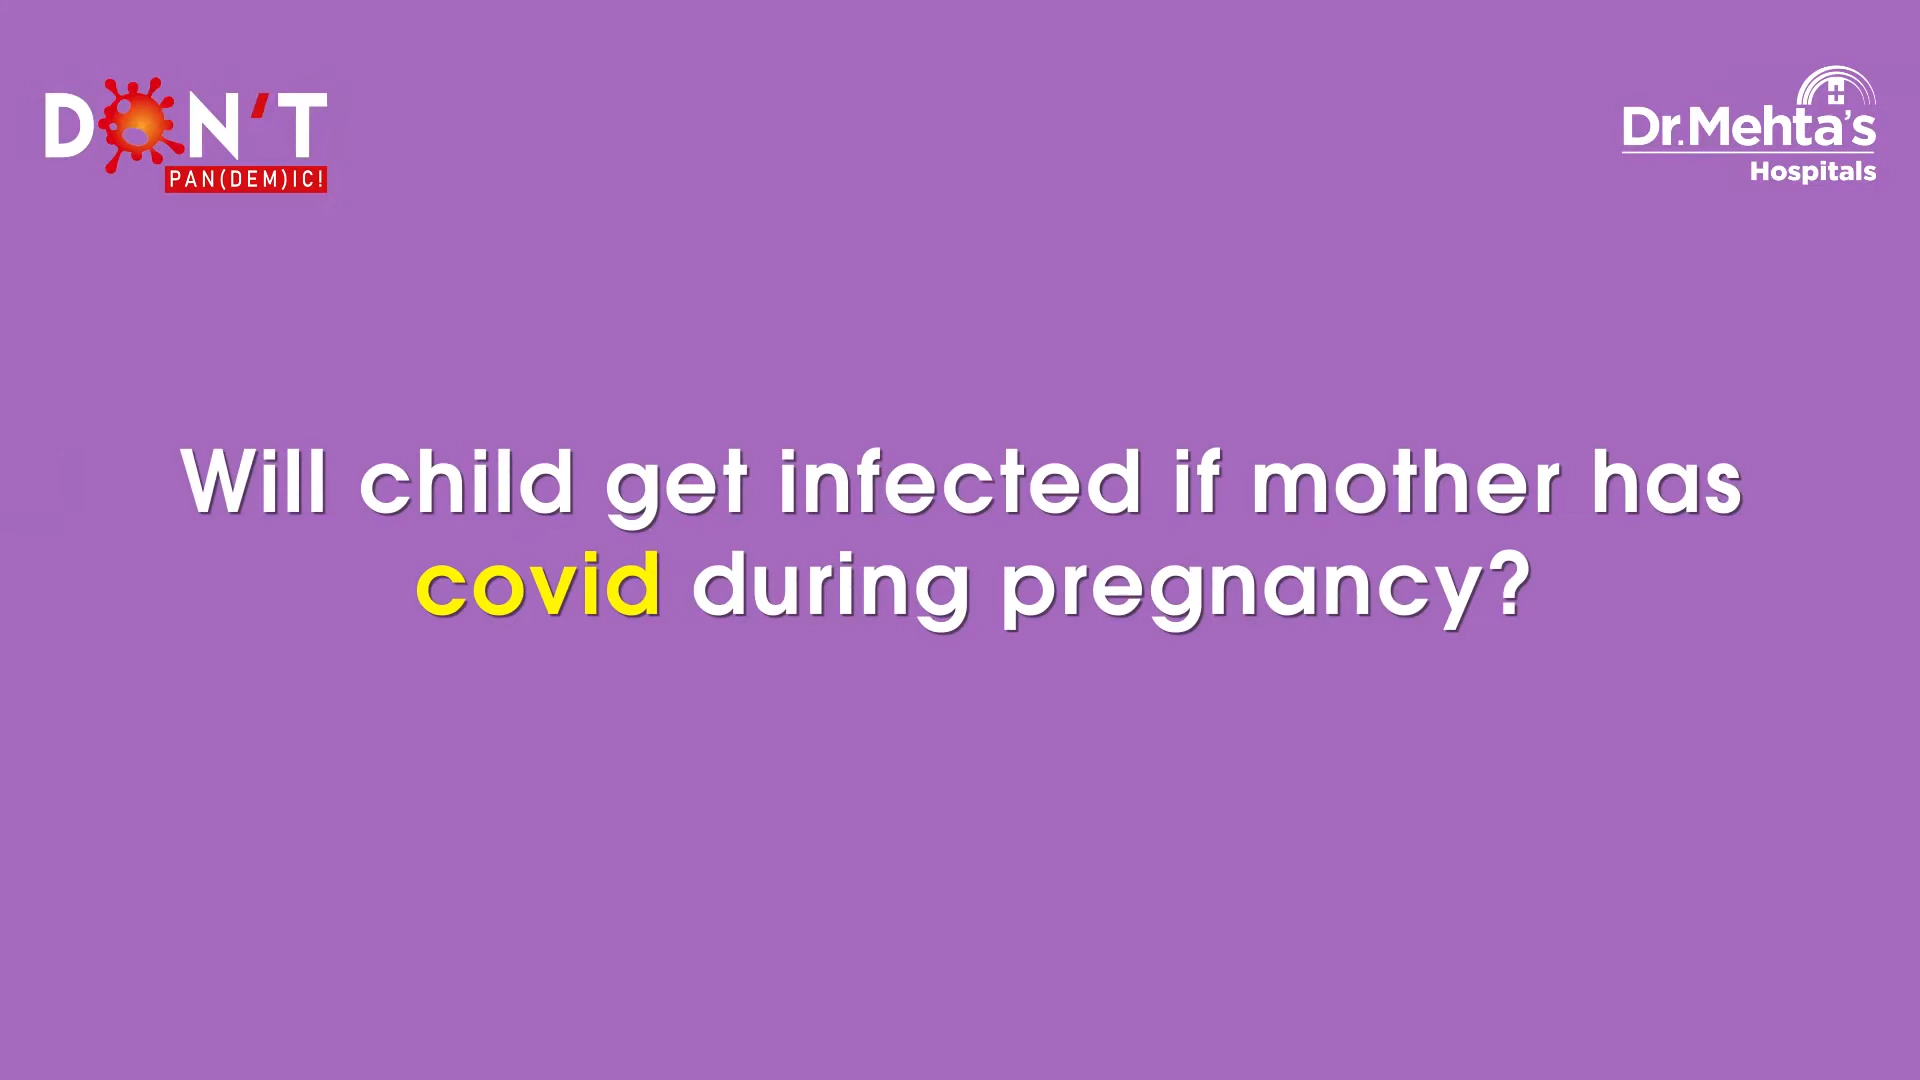 DON'T
PAN(DEM)IC!
Dr.Mehta's
Hospitals
Will child get infected if mother has
covid during pregnancy?